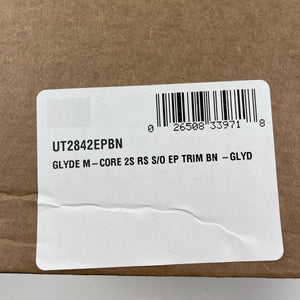 UT2842EPBN
0 26508 33971 8
GLYDE M-CORE 2S RS S/O EP TRIM BN -GLYD